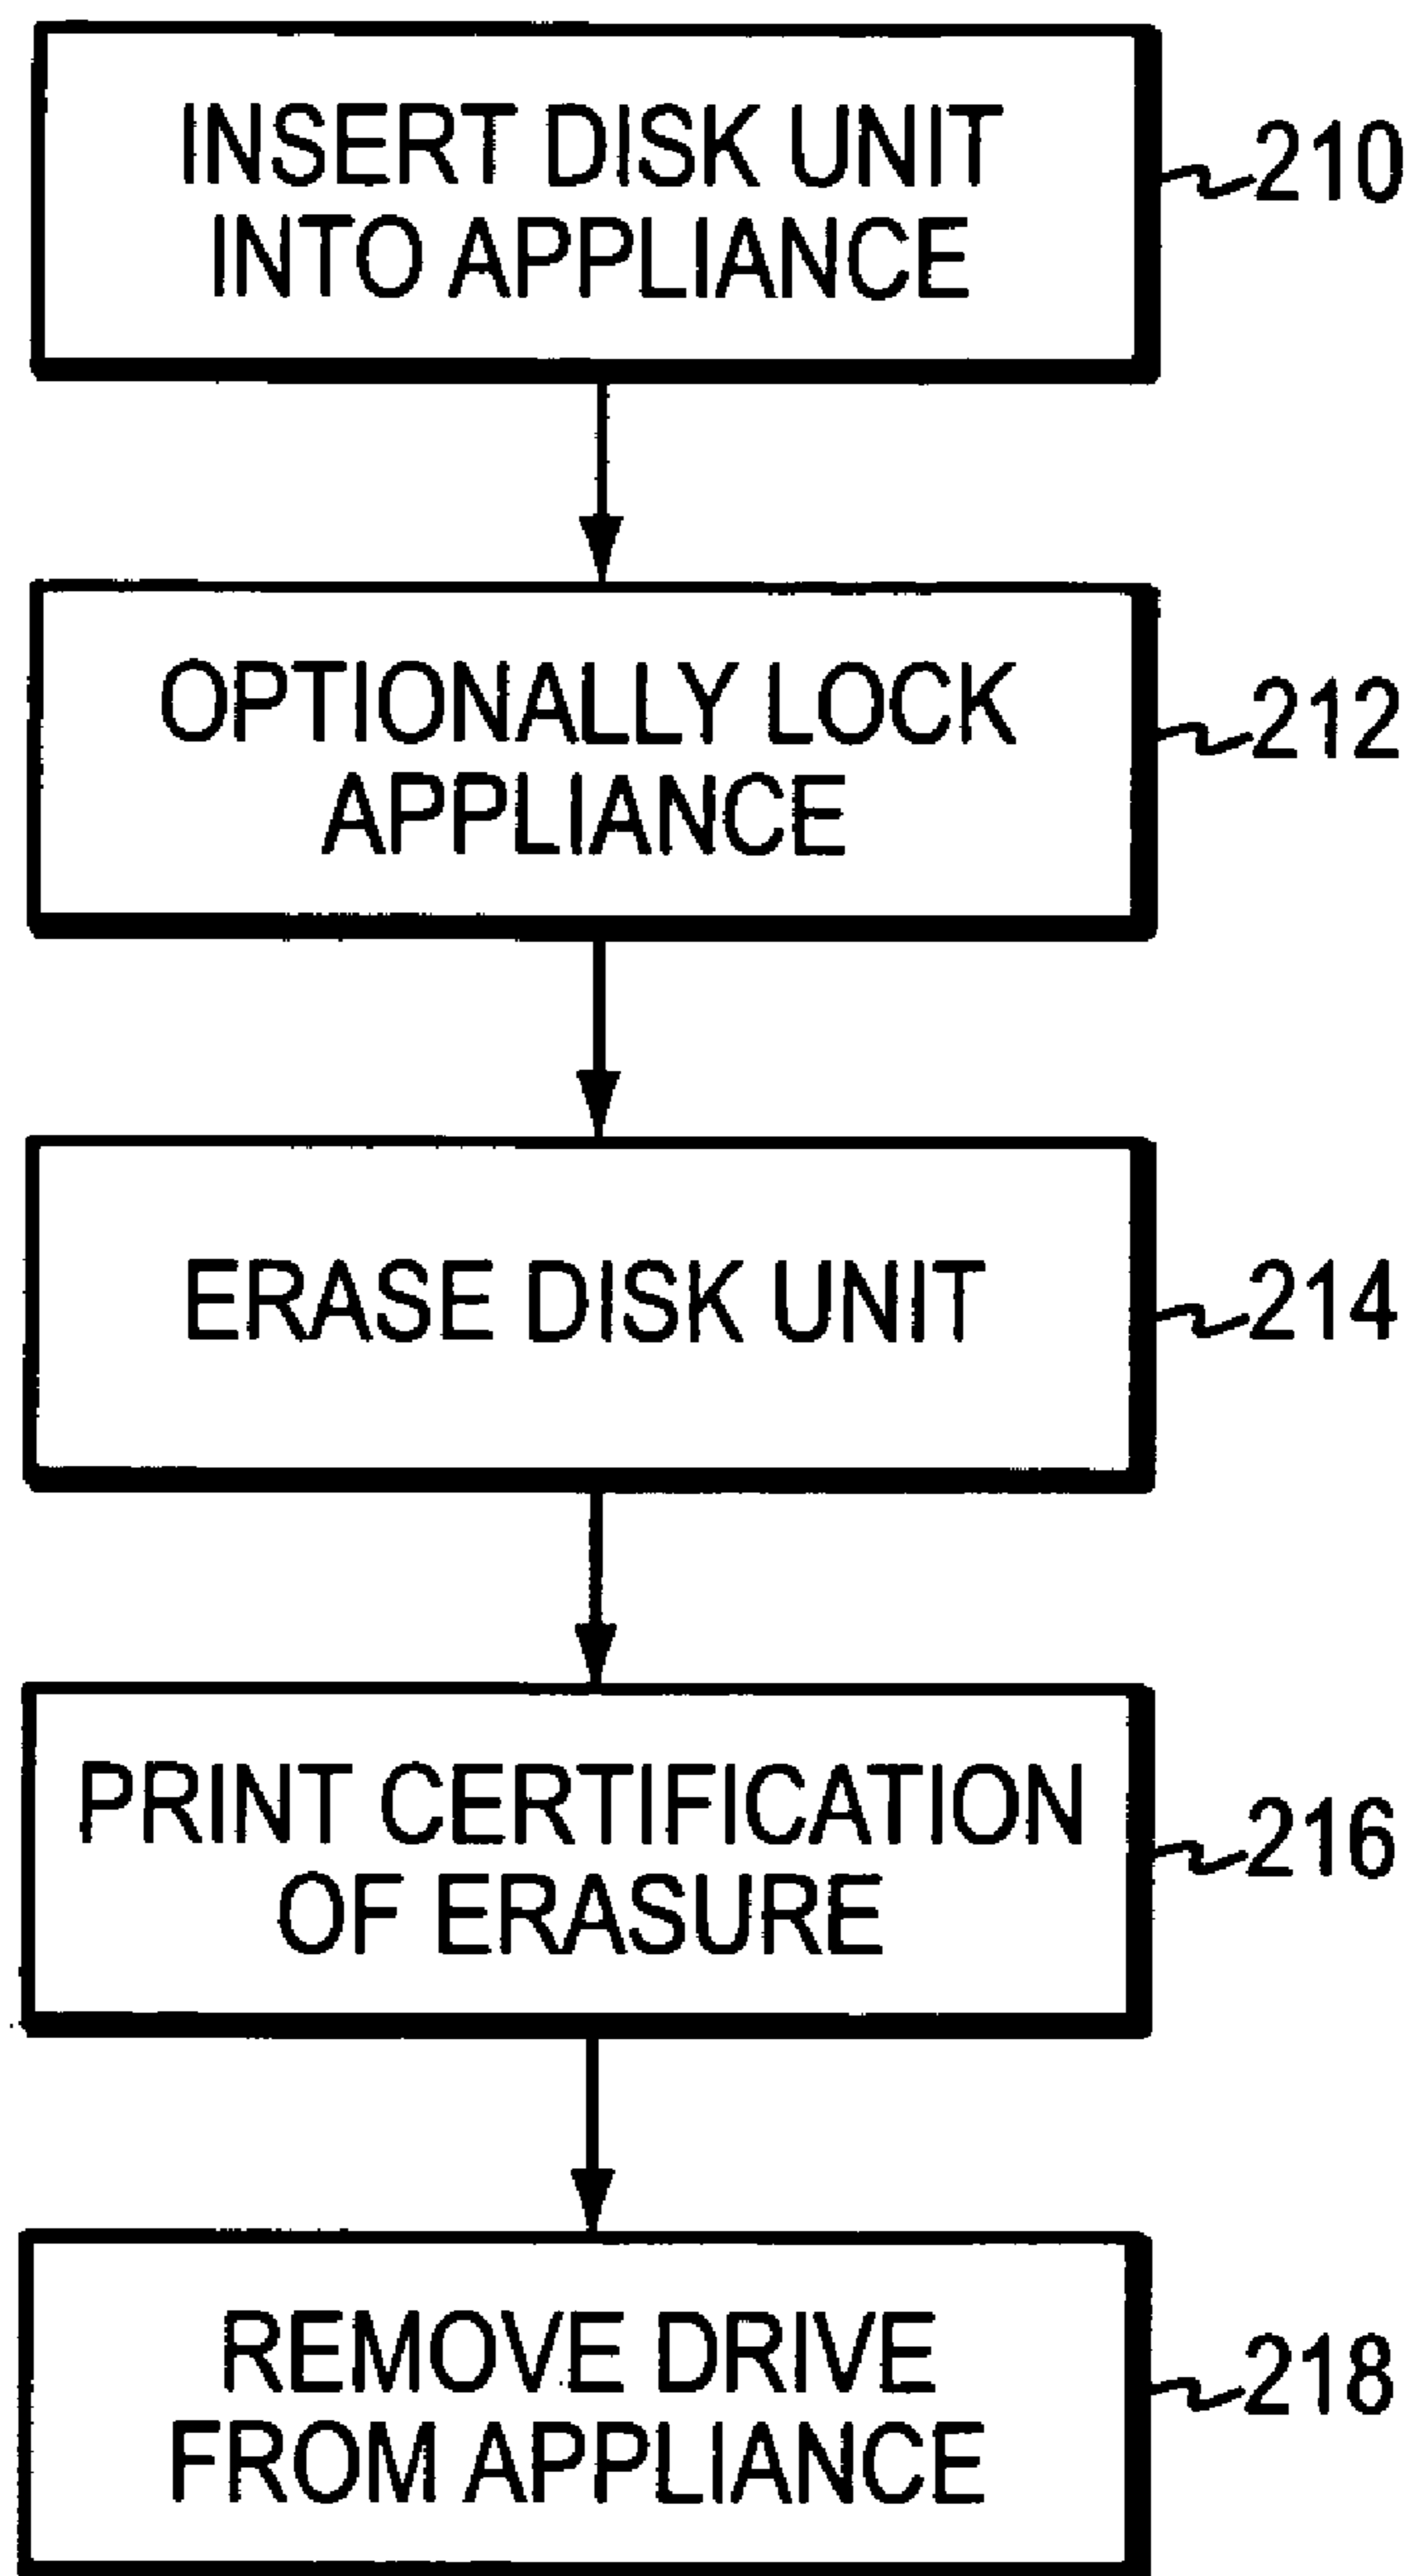 INSERT DISK UNIT
INTO APPLIANCE
210
OPTIONALLY LOCK
APPLIANCE
212
ERASE DISK UNIT
214
PRINT CERTIFICATION
OF ERASURE
216
REMOVE DRIVE
FROM APPLIANCE
218